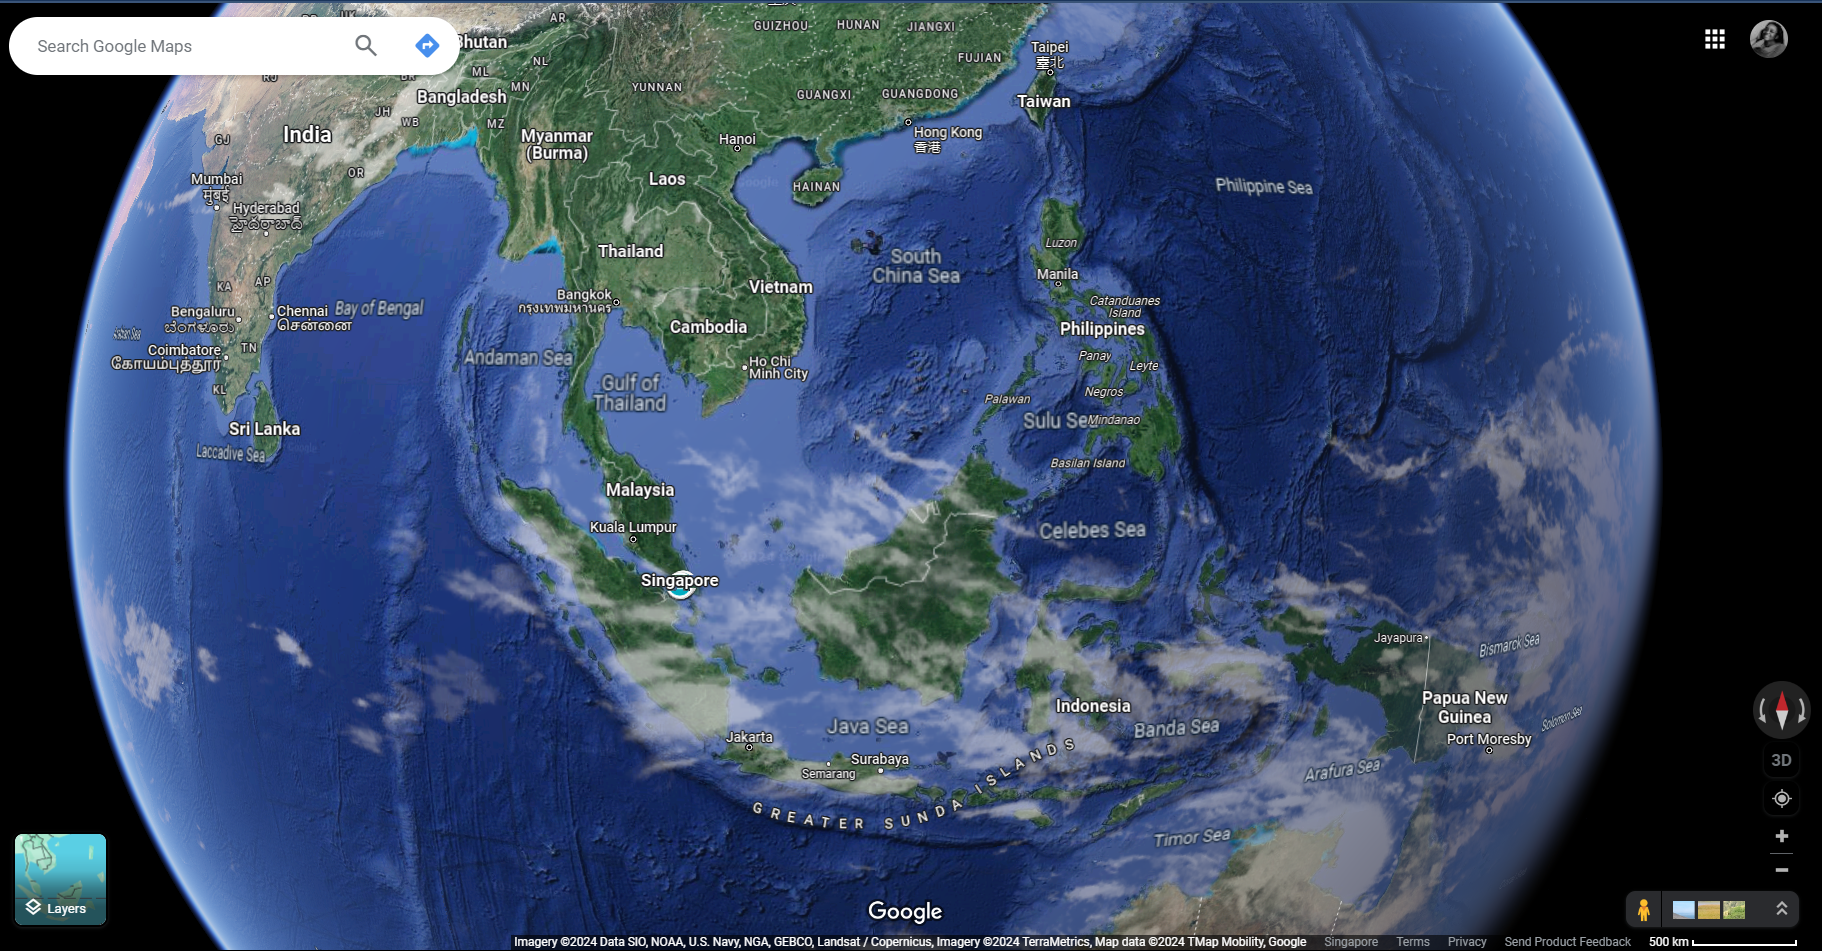 Search Google Maps
AR
GUIZHOU
HUNAN
JIANGXI
Taipei
臺北
Bhutan
NL
FUJIAN
ML
MN
YUNNAN
GUANGXI
GUANGDONG
Taiwan
RJ
BR
Bangladesh
JH
WB
MZ
India
GJ
Myanmar
(Burma)
Hanoi
Hong Kong
香港
OR
Laos
HAINAN
Philippine Sea
Mumbai
मुंबई
Hyderabad
హైదరాబాద్
Luzon
Thailand
South
China Sea
Manila
KA
AP
Vietnam
Bangkok
กรุงเทพมหานคร
Catanduanes
Island
Bengaluru
ಬೆಂಗಳೂರು
Chennai
சென்னை
Bay of Bengal
Cambodia
Philippines
Coimbatore
கோயம்புத்தூர்
TN
Andaman Sea
Ho Chi
Minh City
Panay
Leyte
KL
Gulf of
Thailand
Palawan
Negros
Sulu Sea
Mindanao
Sri Lanka
Laccadive Sea
Basilan Island
Malaysia
Kuala Lumpur
Celebes Sea
Singapore
Jayapura
Bismarck Sea
Papua New
Guinea
Indonesia
Java Sea
Banda Sea
Solomon Sea
Jakarta
Port Moresby
Surabaya
Semarang
Arafura Sea
GREATER SUNDA ISLANDS
Timor Sea
3D
Layers
Google
Imagery ©2024 Data SIO, NOAA, U.S. Navy, NGA, GEBCO, Landsat / Copernicus, Imagery ©2024 TerraMetrics, Map data ©2024 TMap Mobility, Google Singapore Terms Privacy Send Product Feedback 500 km